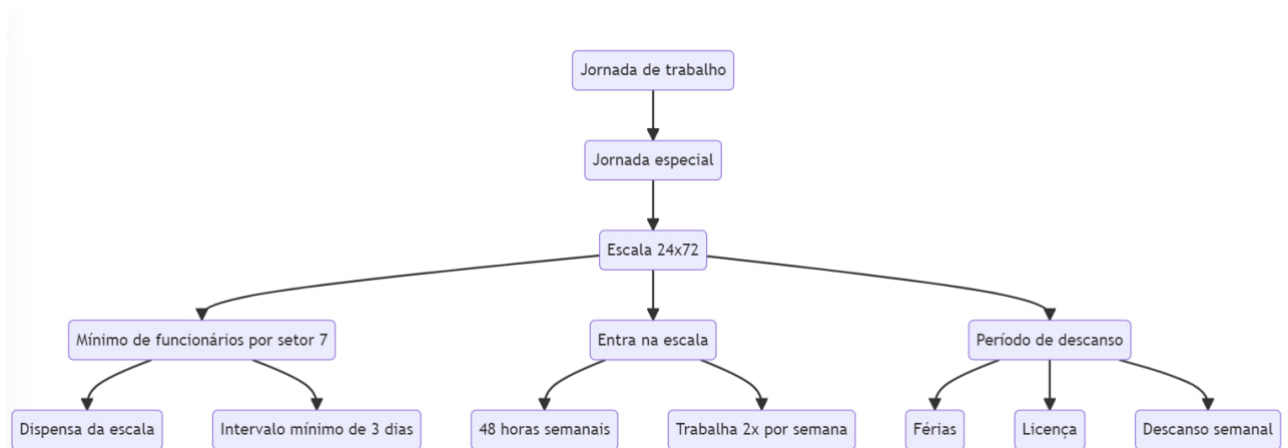 Jornada de trabalho
Jornada especial
Escala 24x72
Mínimo de funcionários por setor 7
Entra na escala
Período de descanso
Dispensa da escala
Intervalo mínimo de 3 dias
48 horas semanais
Trabalha 2x por semana
Férias
Licença
Descanso semanal